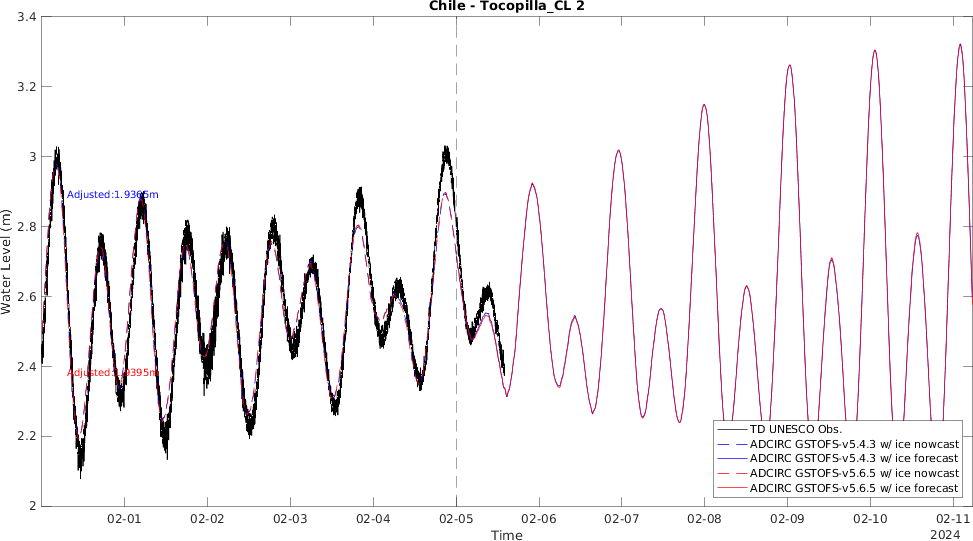 Chile - Tocopilla_CL 2
3.4
3.2
3
2.8
2.6
2.4
2.2
2
Water Level (m)
Adjusted:1.9365m
Adjusted:1.9395m
TD UNESCO Obs.
ADCIRC GSTOFS-v5.4.3 w/ ice nowcast
ADCIRC GSTOFS-v5.4.3 w/ ice forecast
ADCIRC GSTOFS-v5.6.5 w/ ice nowcast
ADCIRC GSTOFS-v5.6.5 w/ ice forecast
02-01 02-02 02-03 02-04 02-05 02-06 02-07 02-08 02-09 02-10 02-11
Time
2024